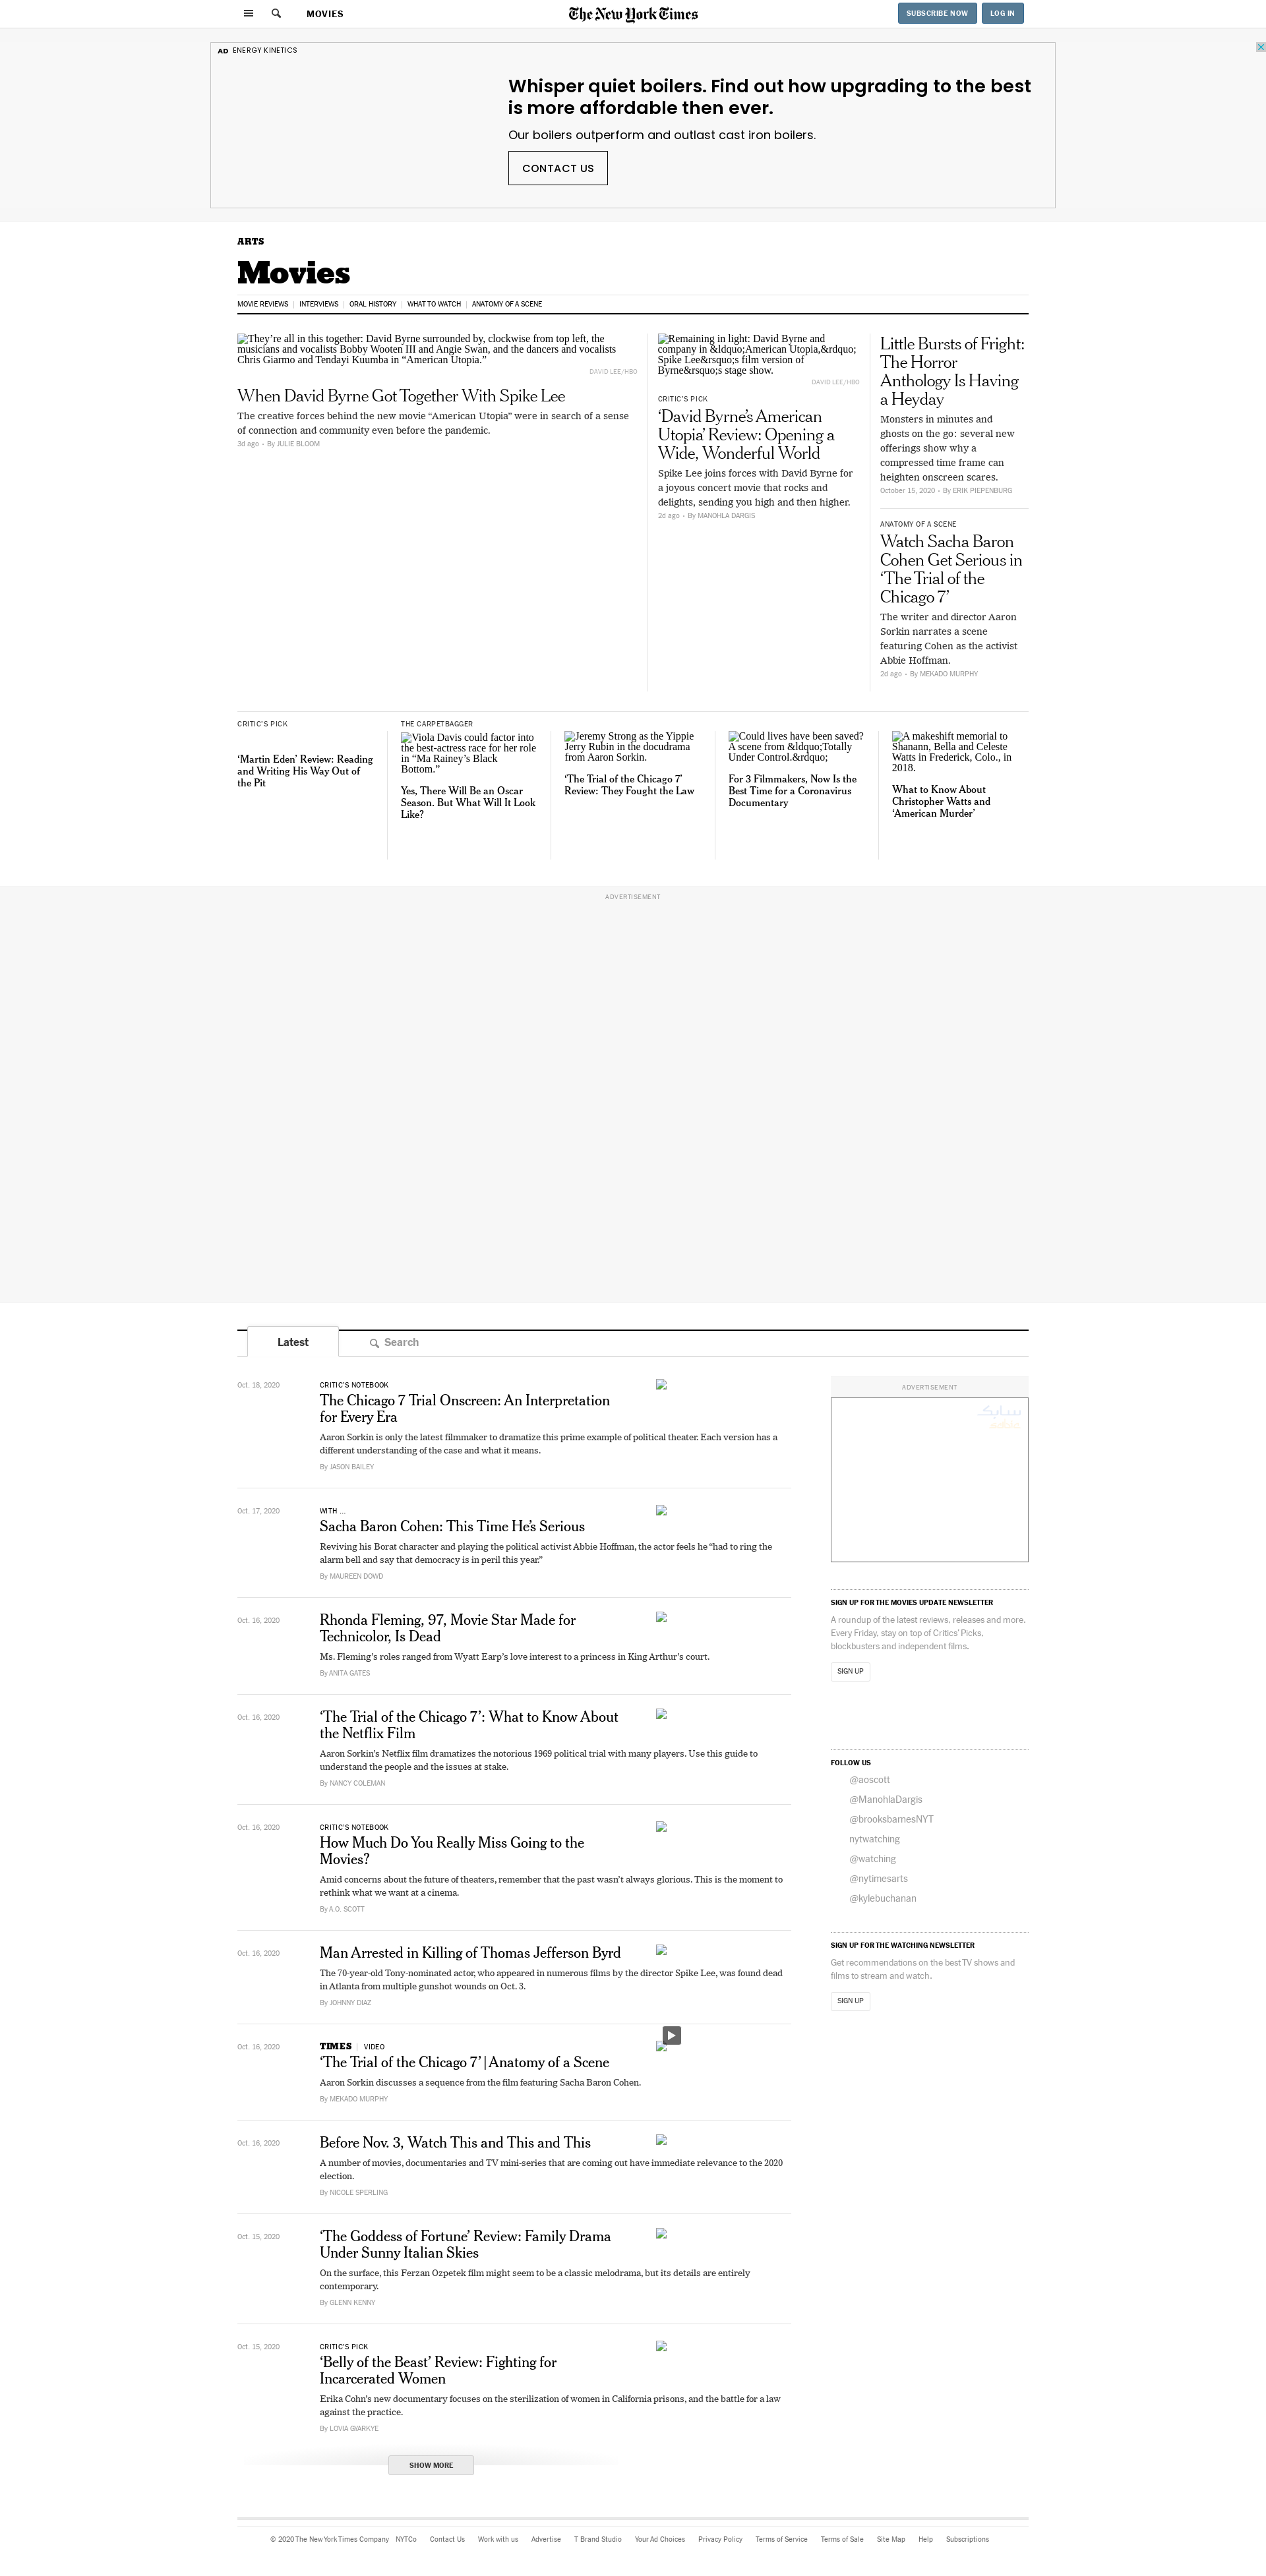 MOVIES
The New York Times
SUBSCRIBE NOW
LOG IN
AD ENERGY KINETICS
Whisper quiet boilers. Find out how upgrading to the best
is more affordable then ever.
Our boilers outperform and outlast cast iron boilers.
CONTACT US
ARTS
Movies
MOVIE REVIEWS | INTERVIEWS | ORAL HISTORY | WHAT TO WATCH | ANATOMY OF A SCENE
They’re all in this together: David Byrne surrounded by, clockwise from top left, the
musicians and vocalists Bobby Wooten III and Angie Swan, and the dancers and vocalists
Chris Giarmo and Tendayi Kuumba in “American Utopia.”
DAVID LEE/HBO
When David Byrne Got Together With Spike Lee
The creative forces behind the new movie “American Utopia” were in search of a sense
of connection and community even before the pandemic.
3d ago - By JULIE BLOOM
Remaining in light: David Byrne and
company in &ldquo;American Utopia,&rdquo;
Spike Lee&rsquo;s film version of
Byrne&rsquo;s stage show.
DAVID LEE/HBO
CRITIC’S PICK
‘David Byrne’s American
Utopia’ Review: Opening a
Wide, Wonderful World
Spike Lee joins forces with David Byrne for
a joyous concert movie that rocks and
delights, sending you high and then higher.
2d ago - By MANOHLA DARGIS
Little Bursts of Fright:
The Horror
Anthology Is Having
a Heyday
Monsters in minutes and
ghosts on the go: several new
offerings show why a
compressed time frame can
heighten onscreen scares.
October 15, 2020 - By ERIK PIEPENBURG
ANATOMY OF A SCENE
Watch Sacha Baron
Cohen Get Serious in
‘The Trial of the
Chicago 7’
The writer and director Aaron
Sorkin narrates a scene
featuring Cohen as the activist
Abbie Hoffman.
2d ago - By MEKADO MURPHY
CRITIC’S PICK
‘Martin Eden’ Review: Reading
and Writing His Way Out of
the Pit
THE CARPETBAGGER
Viola Davis could factor into
the best-actress race for her role
in “Ma Rainey’s Black
Bottom.”
Yes, There Will Be an Oscar
Season. But What Will It Look
Like?
Jeremy Strong as the Yippie
Jerry Rubin in the docudrama
from Aaron Sorkin.
‘The Trial of the Chicago 7’
Review: They Fought the Law
Could lives have been saved?
A scene from &ldquo;Totally
Under Control.&rdquo;
For 3 Filmmakers, Now Is the
Best Time for a Coronavirus
Documentary
A makeshift memorial to
Shanann, Bella and Celeste
Watts in Frederick, Colo., in
2018.
What to Know About
Christopher Watts and
‘American Murder’
ADVERTISEMENT
Latest
Search
Oct. 18, 2020
CRITIC’S NOTEBOOK
The Chicago 7 Trial Onscreen: An Interpretation
for Every Era
Aaron Sorkin is only the latest filmmaker to dramatize this prime example of political theater. Each version has a
different understanding of the case and what it means.
By JASON BAILEY
Oct. 17, 2020
WITH ...
Sacha Baron Cohen: This Time He’s Serious
Reviving his Borat character and playing the political activist Abbie Hoffman, the actor feels he “had to ring the
alarm bell and say that democracy is in peril this year.”
By MAUREEN DOWD
Oct. 16, 2020
Rhonda Fleming, 97, Movie Star Made for
Technicolor, Is Dead
Ms. Fleming’s roles ranged from Wyatt Earp’s love interest to a princess in King Arthur’s court.
By ANITA GATES
Oct. 16, 2020
‘The Trial of the Chicago 7’: What to Know About
the Netflix Film
Aaron Sorkin’s Netflix film dramatizes the notorious 1969 political trial with many players. Use this guide to
understand the people and the issues at stake.
By NANCY COLEMAN
Oct. 16, 2020
CRITIC’S NOTEBOOK
How Much Do You Really Miss Going to the
Movies?
Amid concerns about the future of theaters, remember that the past wasn’t always glorious. This is the moment to
rethink what we want at a cinema.
By A.O. SCOTT
Oct. 16, 2020
Man Arrested in Killing of Thomas Jefferson Byrd
The 70-year-old Tony-nominated actor, who appeared in numerous films by the director Spike Lee, was found dead
in Atlanta from multiple gunshot wounds on Oct. 3.
By JOHNNY DIAZ
Oct. 16, 2020
TIMES | VIDEO
‘The Trial of the Chicago 7’ | Anatomy of a Scene
Aaron Sorkin discusses a sequence from the film featuring Sacha Baron Cohen.
By MEKADO MURPHY
Oct. 16, 2020
Before Nov. 3, Watch This and This and This
A number of movies, documentaries and TV mini-series that are coming out have immediate relevance to the 2020
election.
By NICOLE SPERLING
Oct. 15, 2020
‘The Goddess of Fortune’ Review: Family Drama
Under Sunny Italian Skies
On the surface, this Ferzan Ozpetek film might seem to be a classic melodrama, but its details are entirely
contemporary.
By GLENN KENNY
Oct. 15, 2020
CRITIC’S PICK
‘Belly of the Beast’ Review: Fighting for
Incarcerated Women
Erika Cohn’s new documentary focuses on the sterilization of women in California prisons, and the battle for a law
against the practice.
By LOVIA GYARKYE
SHOW MORE
ADVERTISEMENT
سابك
SIGN UP FOR THE MOVIES UPDATE NEWSLETTER
A roundup of the latest reviews, releases and more.
Every Friday, stay on top of Critics’ Picks,
blockbusters and independent films.
SIGN UP
FOLLOW US
@aoscott
@ManohlaDargis
@brooksbarnesNYT
nytwatching
@watching
@nytimesarts
@kylebuchanan
SIGN UP FOR THE WATCHING NEWSLETTER
Get recommendations on the best TV shows and
films to stream and watch.
SIGN UP
© 2020 The New York Times Company NYTCo Contact Us Work with us Advertise T Brand Studio Your Ad Choices Privacy Policy Terms of Service Terms of Sale Site Map Help Subscriptions